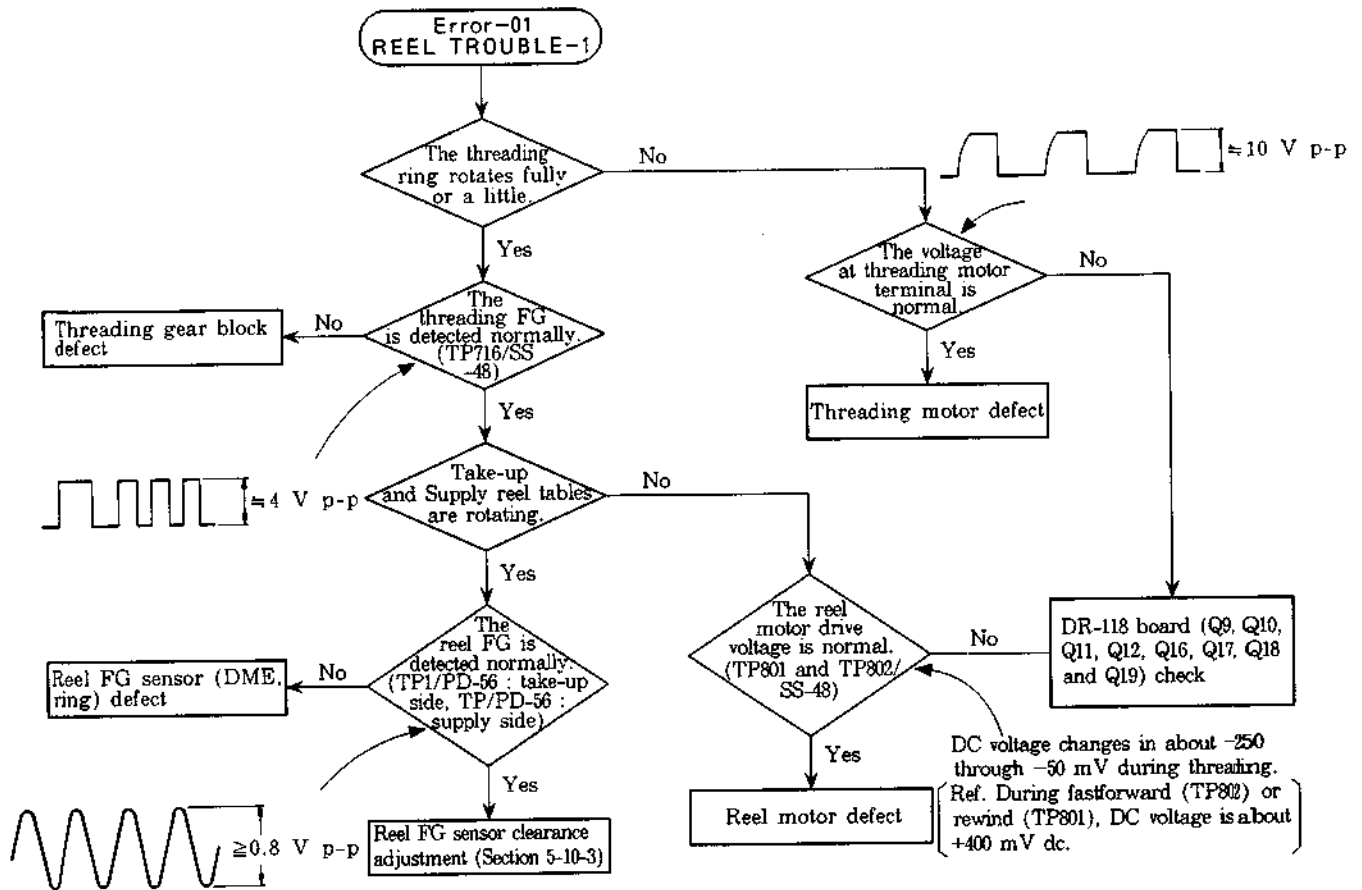 Error-01
REEL TROUBLE-1
The threading
ring rotates fully
or a little.
No
≒10 V p-p
Yes
The voltage
at threading motor
terminal is
normal.
No
The
threading FG
is detected normally.
(TP716/SS
-48)
No
Threading gear block
defect
Yes
Threading motor defect
Yes
≒4 V p-p
Take-up
and Supply reel tables
are rotating.
No
Yes
The
reel FG is
detected normally.
(TP1/PD-56 : take-up
side, TP/PD-56 :
supply side)
No
Reel FG sensor (DME,
ring) defect
The reel
motor drive
voltage is normal.
(TP801 and TP802/
SS-48)
No
DR-118 board (Q9, Q10,
Q11, Q12, Q16, Q17, Q18
and Q19) check
Yes
Reel motor defect
DC voltage changes in about -250
through -50 mV during threading.
Ref. During fastforward (TP802) or
rewind (TP801), DC voltage is about
+400 mV dc.
Yes
≧0.8 V p-p
Reel FG sensor clearance
adjustment (Section 5-10-3)